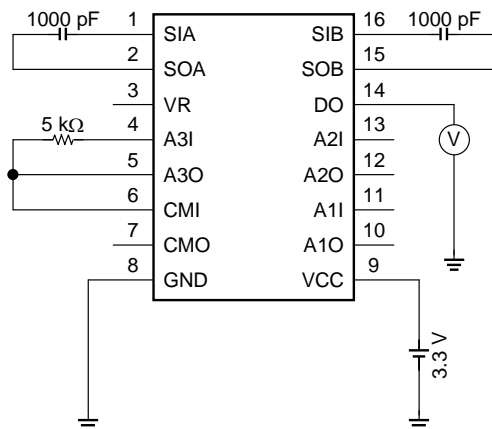 1000 pF 1 SIA SIB 16 1000 pF
2 SOA SOB 15
3 VR DO 14
5 kΩ 4 A3I A2I 13 V
5 A3O A2O 12
6 CMI A1I 11
7 CMO A1O 10
8 GND VCC 9
3.3 V